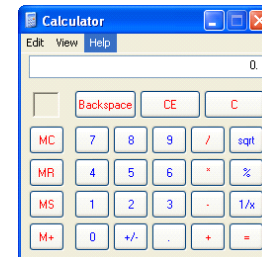 Calculator
Edit View Help
0.
Backspace CE C
MC 7 8 9 / sqrt
MR 4 5 6 * %
MS 1 2 3 - 1/x
M+ 0 +/- . + =